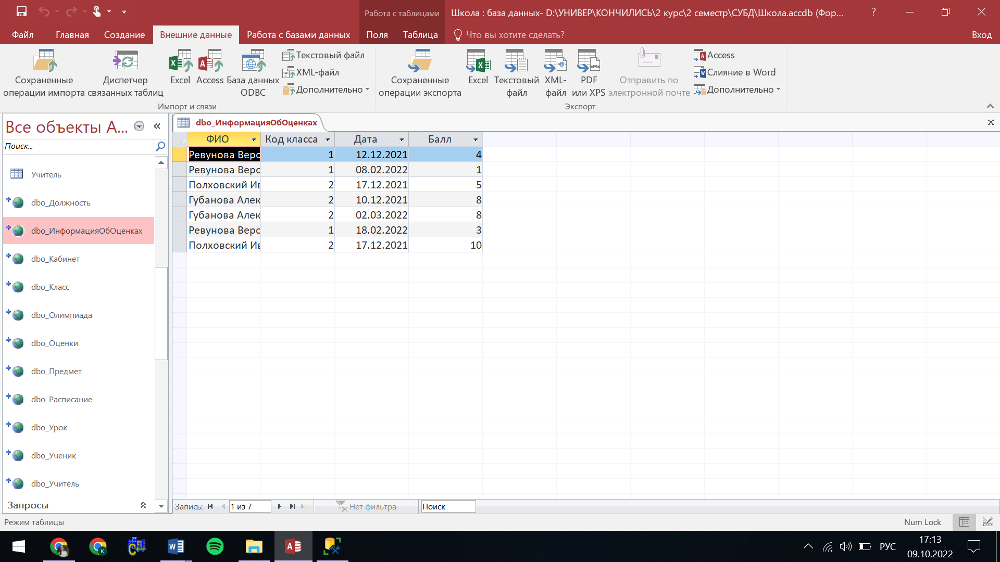 Работа с таблицами
Школа : база данных- D:\УНИВЕР\КОНЧИЛИСЬ\2 курс\2 семестр\СУБД\Школа.accdb (Фор...
?
Файл Главная Создание Внешние данные Работа с базами данных Поля Таблица Что вы хотите сделать? Вход
Сохраненные операции импорта
Диспетчер связанных таблиц
Excel
Access
База данных ODBC
Текстовый файл
XML-файл
Дополнительно
Импорт и связи
Сохраненные операции экспорта
Excel
Текстовый файл
XML-файл
PDF или XPS
Отправить по электронной почте
Access
Слияние в Word
Дополнительно
Экспорт
Все объекты A...
Поиск...
Учитель
dbo_Должность
dbo_ИнформацияОбОценках
dbo_Кабинет
dbo_Класс
dbo_Олимпиада
dbo_Оценки
dbo_Предмет
dbo_Расписание
dbo_Урок
dbo_Ученик
dbo_Учитель
Запросы
dbo_ИнформацияОбОценках
ФИО Код класса Дата Балл
Ревунова Веро 1 12.12.2021 4
Ревунова Веро 1 08.02.2022 1
Полховский Ив 2 17.12.2021 5
Губанова Алек 2 10.12.2021 8
Губанова Алек 2 02.03.2022 8
Ревунова Веро 1 18.02.2022 3
Полховский Ив 2 17.12.2021 10
Запись: 1 из 7 Нет фильтра Поиск
Режим таблицы
Num Lock
РУС
17:13
09.10.2022